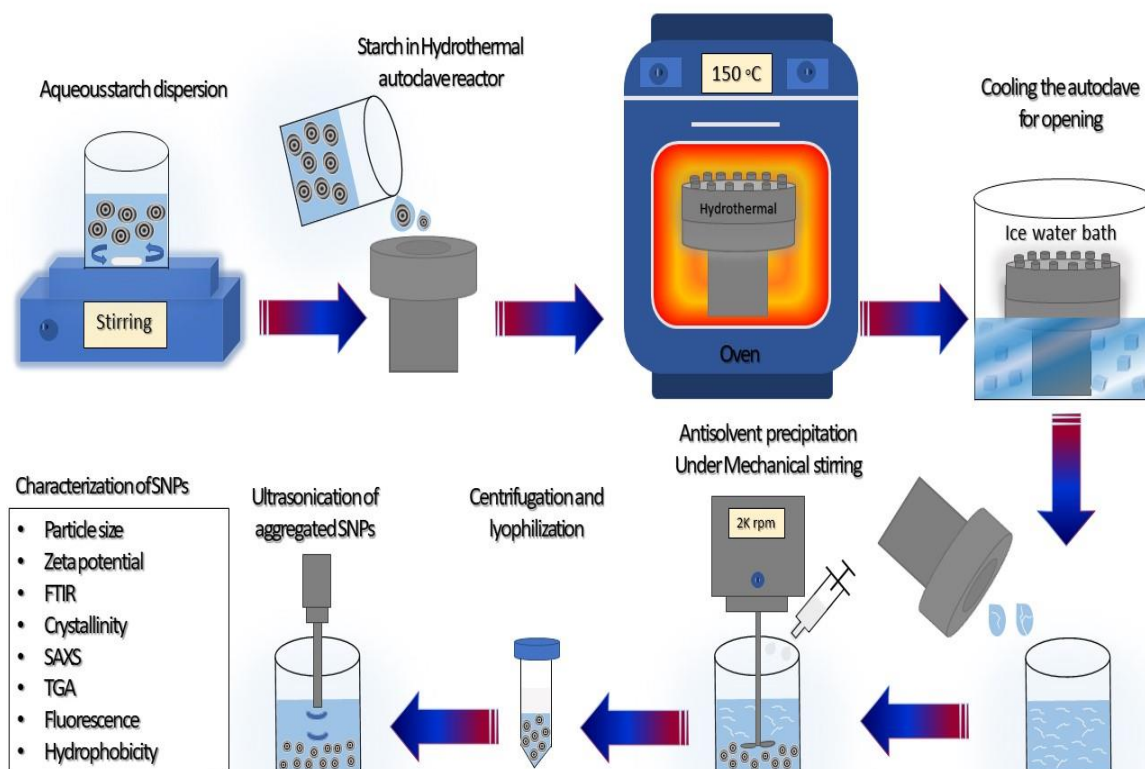 Aqueous starch dispersion
Stirring
Starch in Hydrothermal
autoclave reactor
150 °C
Hydrothermal
Oven
Cooling the autoclave
for opening
Ice water bath
Antisolvent precipitation
Under Mechanical stirring
2K rpm
Centrifugation and
lyophilization
Ultrasonication of
aggregated SNPs
Characterization of SNPs
• Particle size
• Zeta potential
• FTIR
• Crystallinity
• SAXS
• TGA
• Fluorescence
• Hydrophobicity